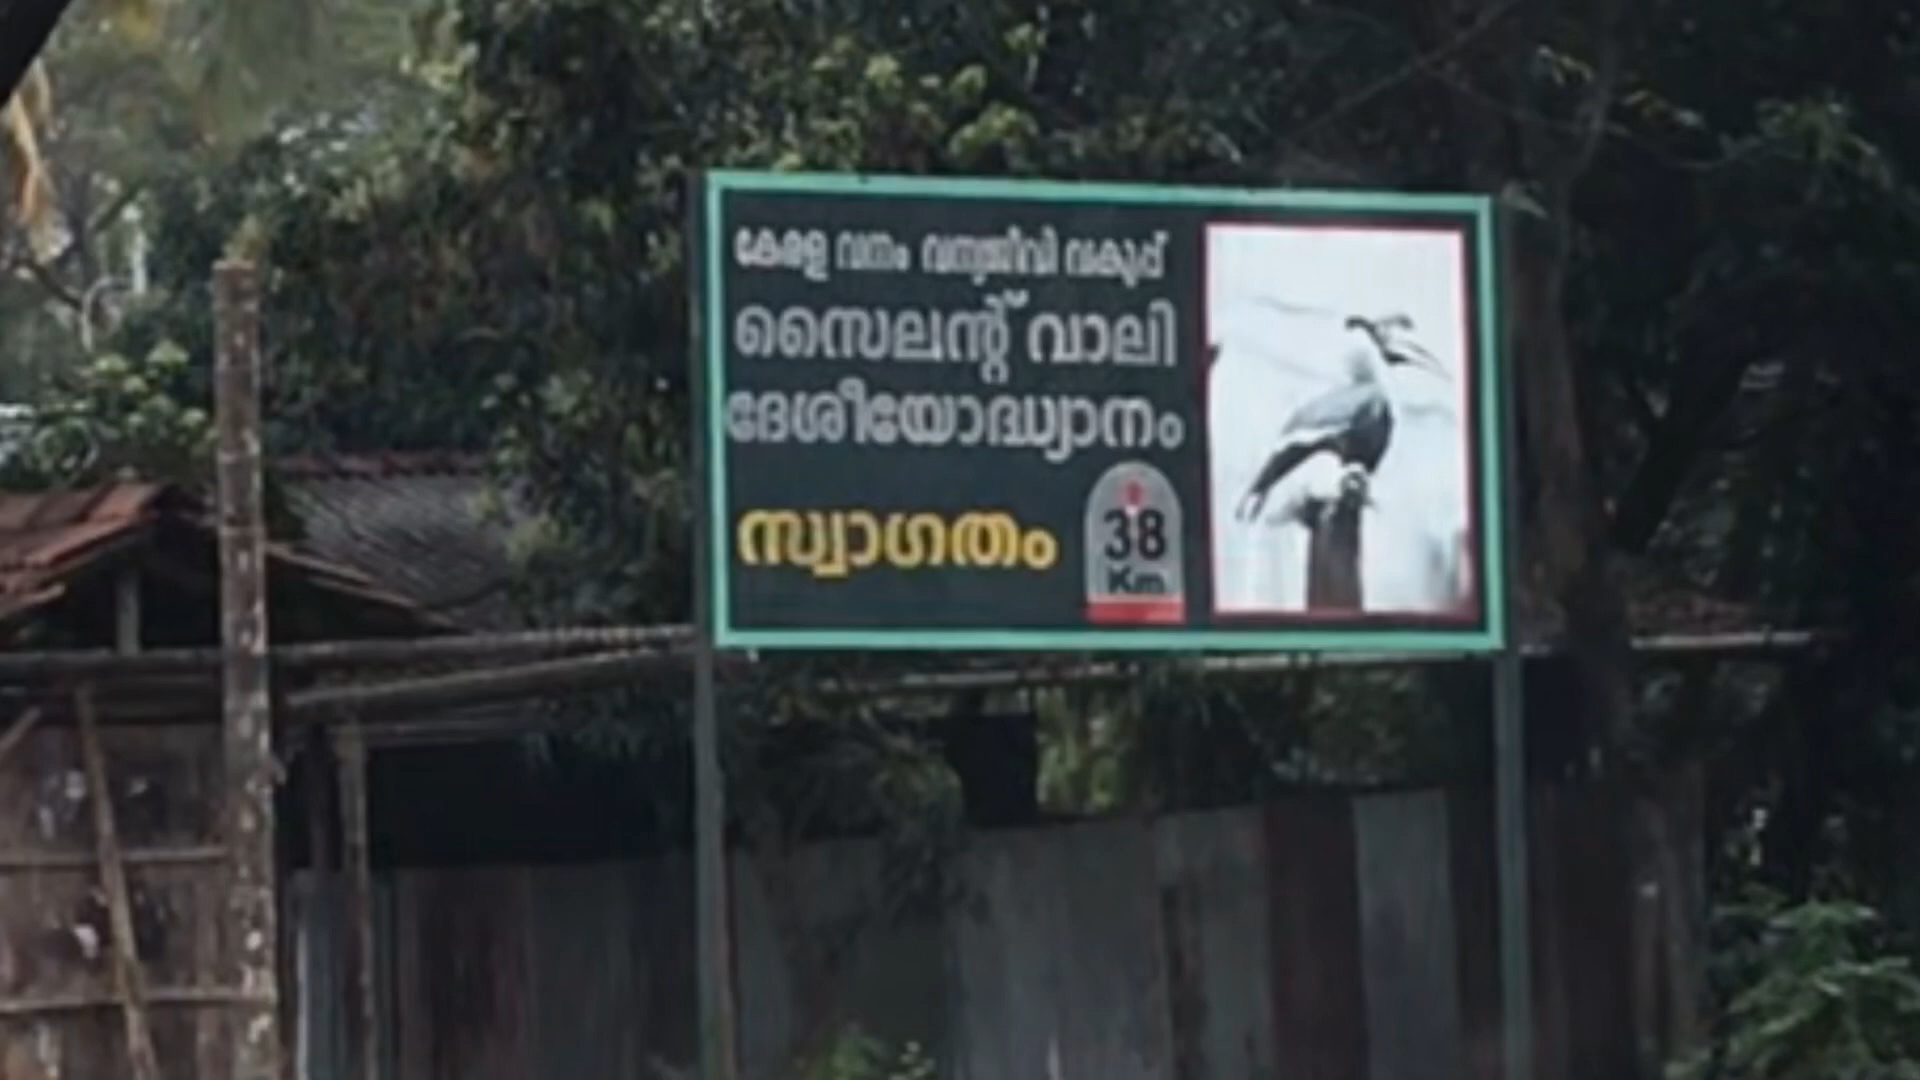 കേരള വനം വന്യജീവി വകുപ്പ്
സൈലന്റ് വാലി
ദേശീയോദ്ധ്യാനം
സ്വാഗതം
38
Km